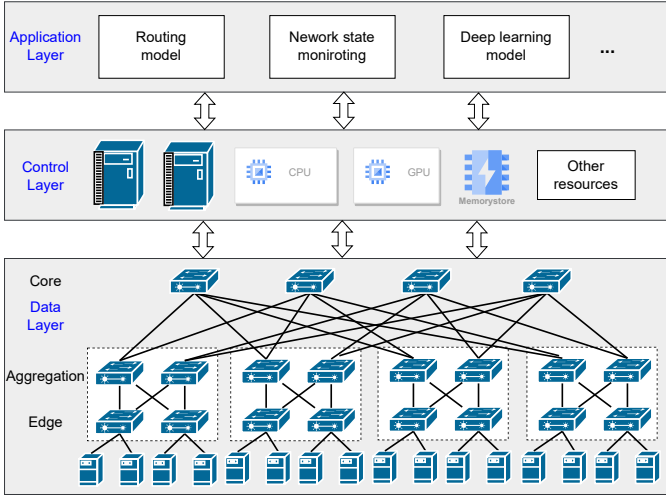 Application
Layer
Routing
model
Nework state
moniroting
Deep learning
model
...
Control
Layer
CPU
GPU
Memorystore
Other
resources
Core
Data
Layer
Aggregation
Edge